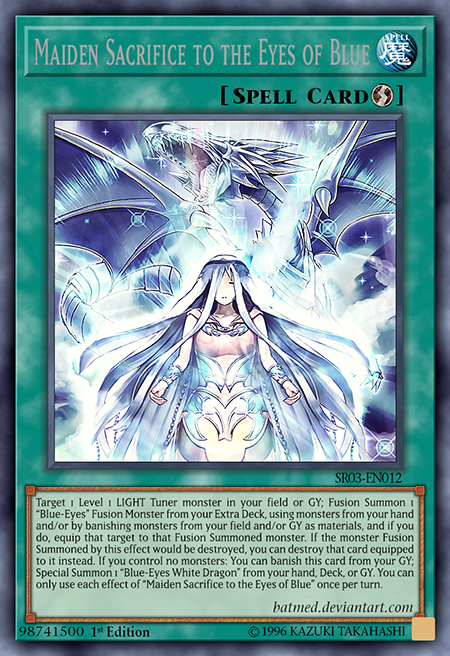 Maiden Sacrifice to the Eyes of Blue
SPELL
魔
[Spell Card]
SR03-EN012
Target 1 Level 1 LIGHT Tuner monster in your field or GY; Fusion Summon 1
"Blue-Eyes" Fusion Monster from your Extra Deck, using monsters from your hand
and/or by banishing monsters from your field and/or GY as materials, and if you
do, equip that target to that Fusion Summoned monster. If the monster Fusion
Summoned by this effect would be destroyed, you can destroy that card equipped
to it instead. If you control no monsters: You can banish this card from your GY;
Special Summon 1 "Blue-Eyes White Dragon" from your hand, Deck, or GY. You can
only use each effect of "Maiden Sacrifice to the Eyes of Blue" once per turn.
batmed.deviantart.com
98741500 1st Edition
© 1996 KAZUKI TAKAHASHI